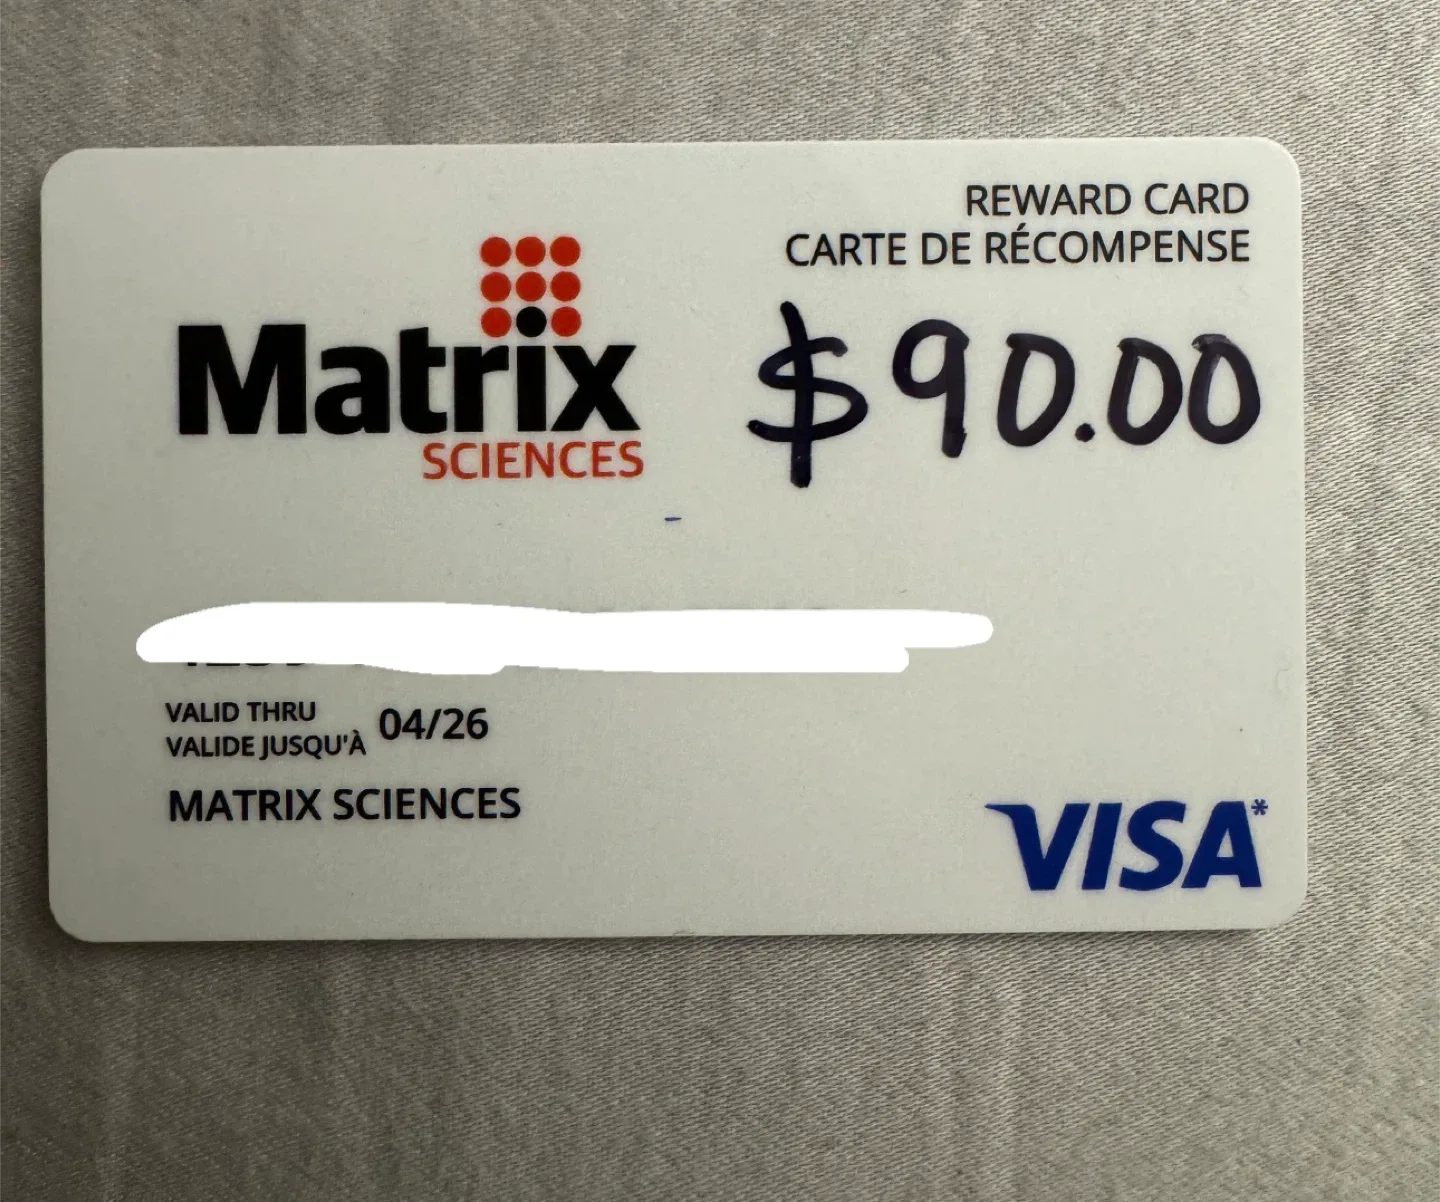 REWARD CARD
CARTE DE RÉCOMPENSE
Matrix
SCIENCES
$90.00
VALID THRU
VALIDE JUSQU'À
04/26
MATRIX SCIENCES
VISA*